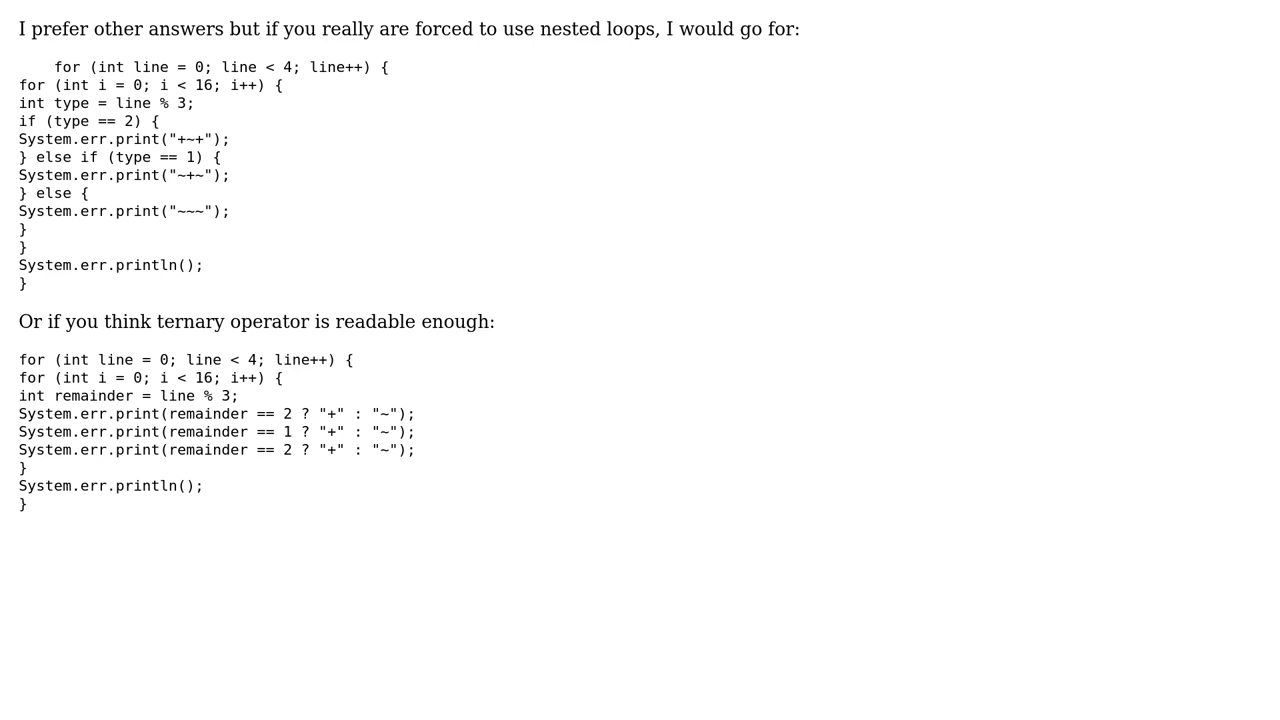 I prefer other answers but if you really are forced to use nested loops, I would go for:
    for (int line = 0; line < 4; line++) {
for (int i = 0; i < 16; i++) {
int type = line % 3;
if (type == 2) {
System.err.print("+~+");
} else if (type == 1) {
System.err.print("~+~");
} else {
System.err.print("~~~");
}
}
System.err.println();
}
Or if you think ternary operator is readable enough:
for (int line = 0; line < 4; line++) {
for (int i = 0; i < 16; i++) {
int remainder = line % 3;
System.err.print(remainder == 2 ? "+" : "~");
System.err.print(remainder == 1 ? "+" : "~");
System.err.print(remainder == 2 ? "+" : "~");
}
System.err.println();
}